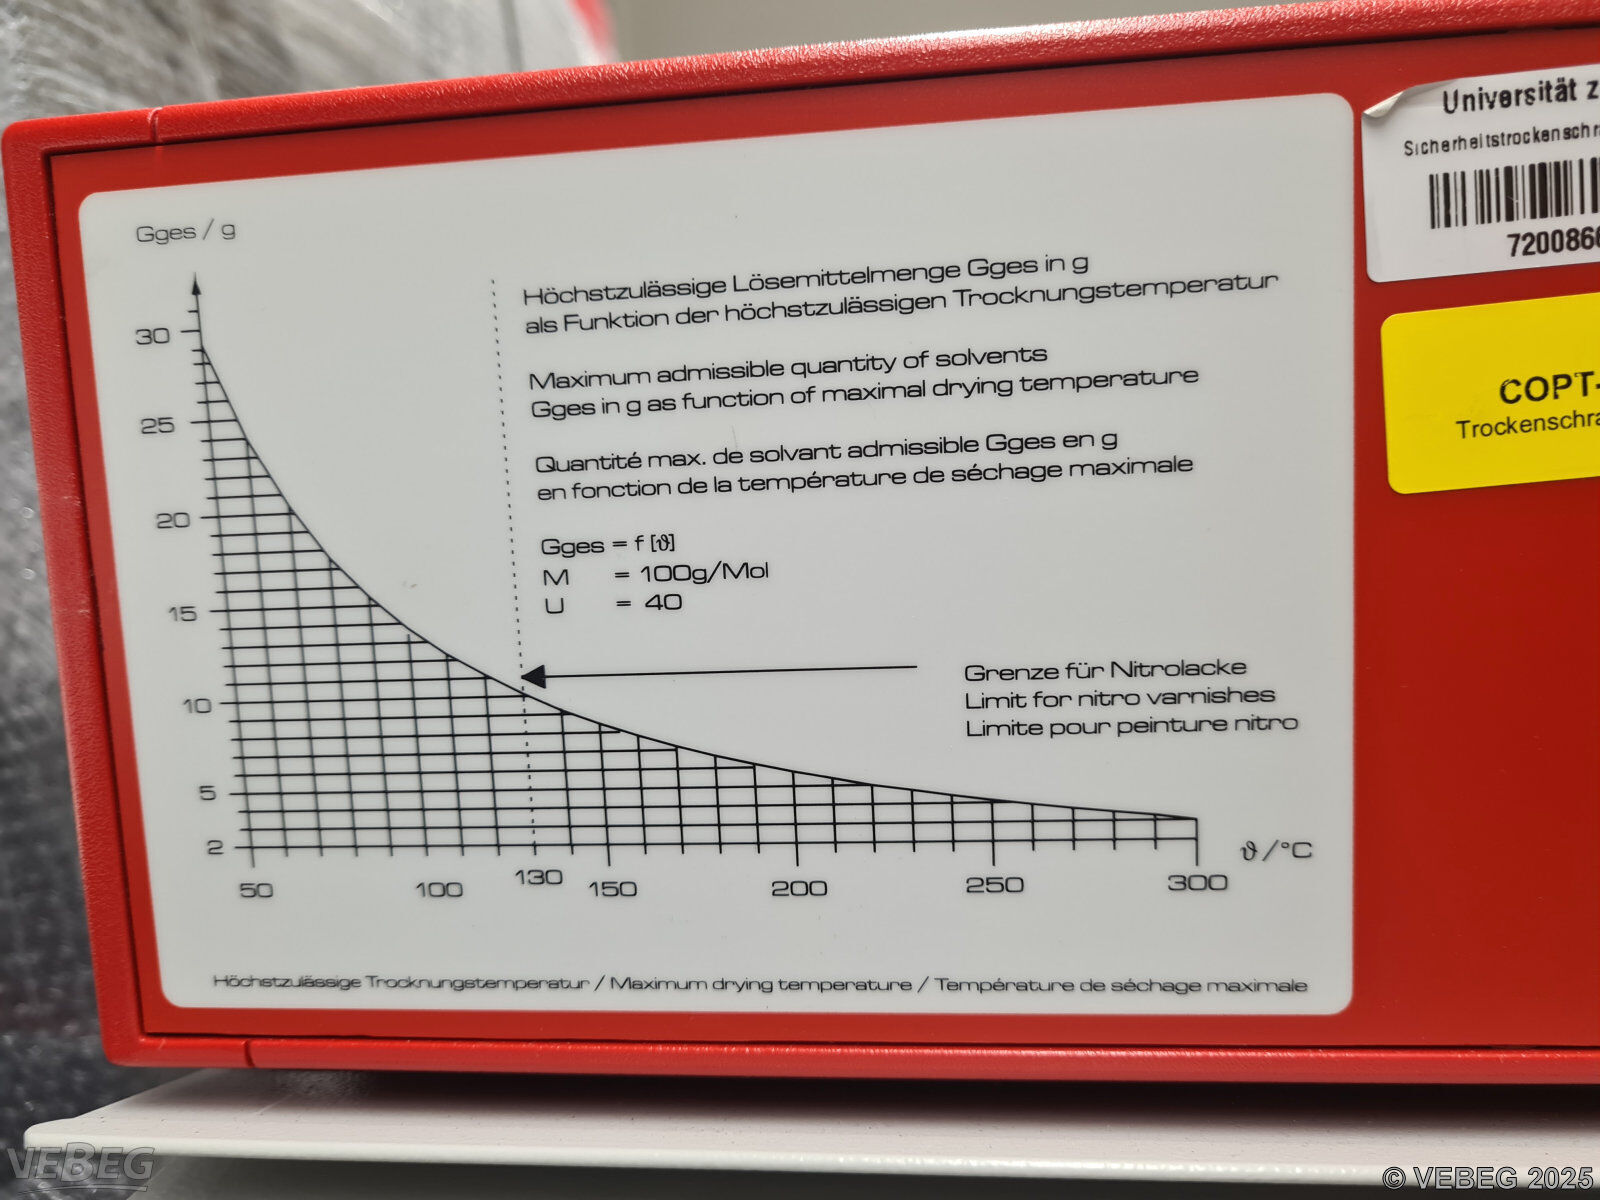 Gges / g
Höchstzulässige Lösemittelmenge Gges in g
als Funktion der höchstzulässigen Trocknungstemperatur
Maximum admissible quantity of solvents
Gges in g as function of maximal drying temperature
Quantité max. de solvant admissible Gges en g
en fonction de la température de séchage maximale
Gges = f [ϑ]
M = 100g/Mol
U = 40
Grenze für Nitrolacke
Limit for nitro varnishes
Limite pour peinture nitro
30
25
20
15
10
5
2
ϑ/°C
50 100 130 150 200 250 300
Höchstzulässige Trocknungstemperatur / Maximum drying temperature / Température de séchage maximale
Universität z
Sicherheitstrockenschr
720086
COPT-
Trockenschra
VEBEG
© VEBEG 2025